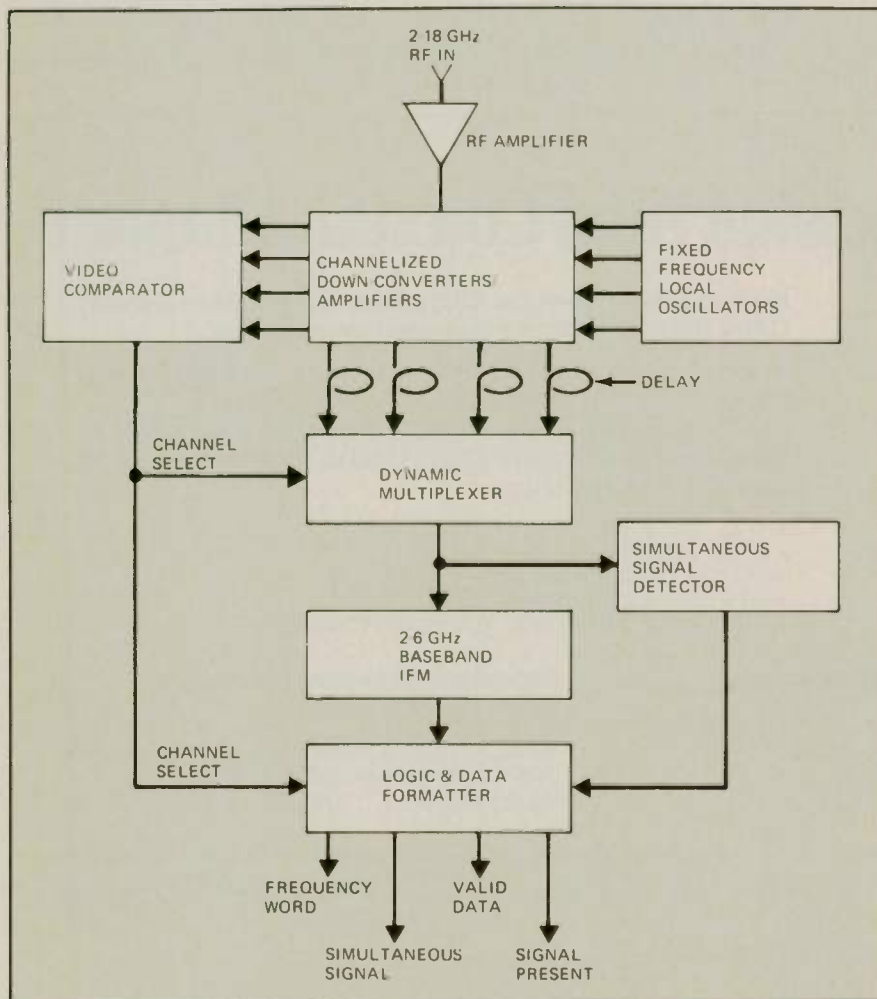 2·18 GHz
RF IN
RF AMPLIFIER
VIDEO
COMPARATOR
CHANNELIZED
DOWN CONVERTERS/
AMPLIFIERS
FIXED
FREQUENCY
LOCAL
OSCILLATORS
DELAY
CHANNEL
SELECT
DYNAMIC
MULTIPLEXER
SIMULTANEOUS
SIGNAL
DETECTOR
2·6 GHz
BASEBAND
IFM
CHANNEL
SELECT
LOGIC & DATA
FORMATTER
FREQUENCY
WORD
VALID
DATA
SIMULTANEOUS
SIGNAL
SIGNAL
PRESENT